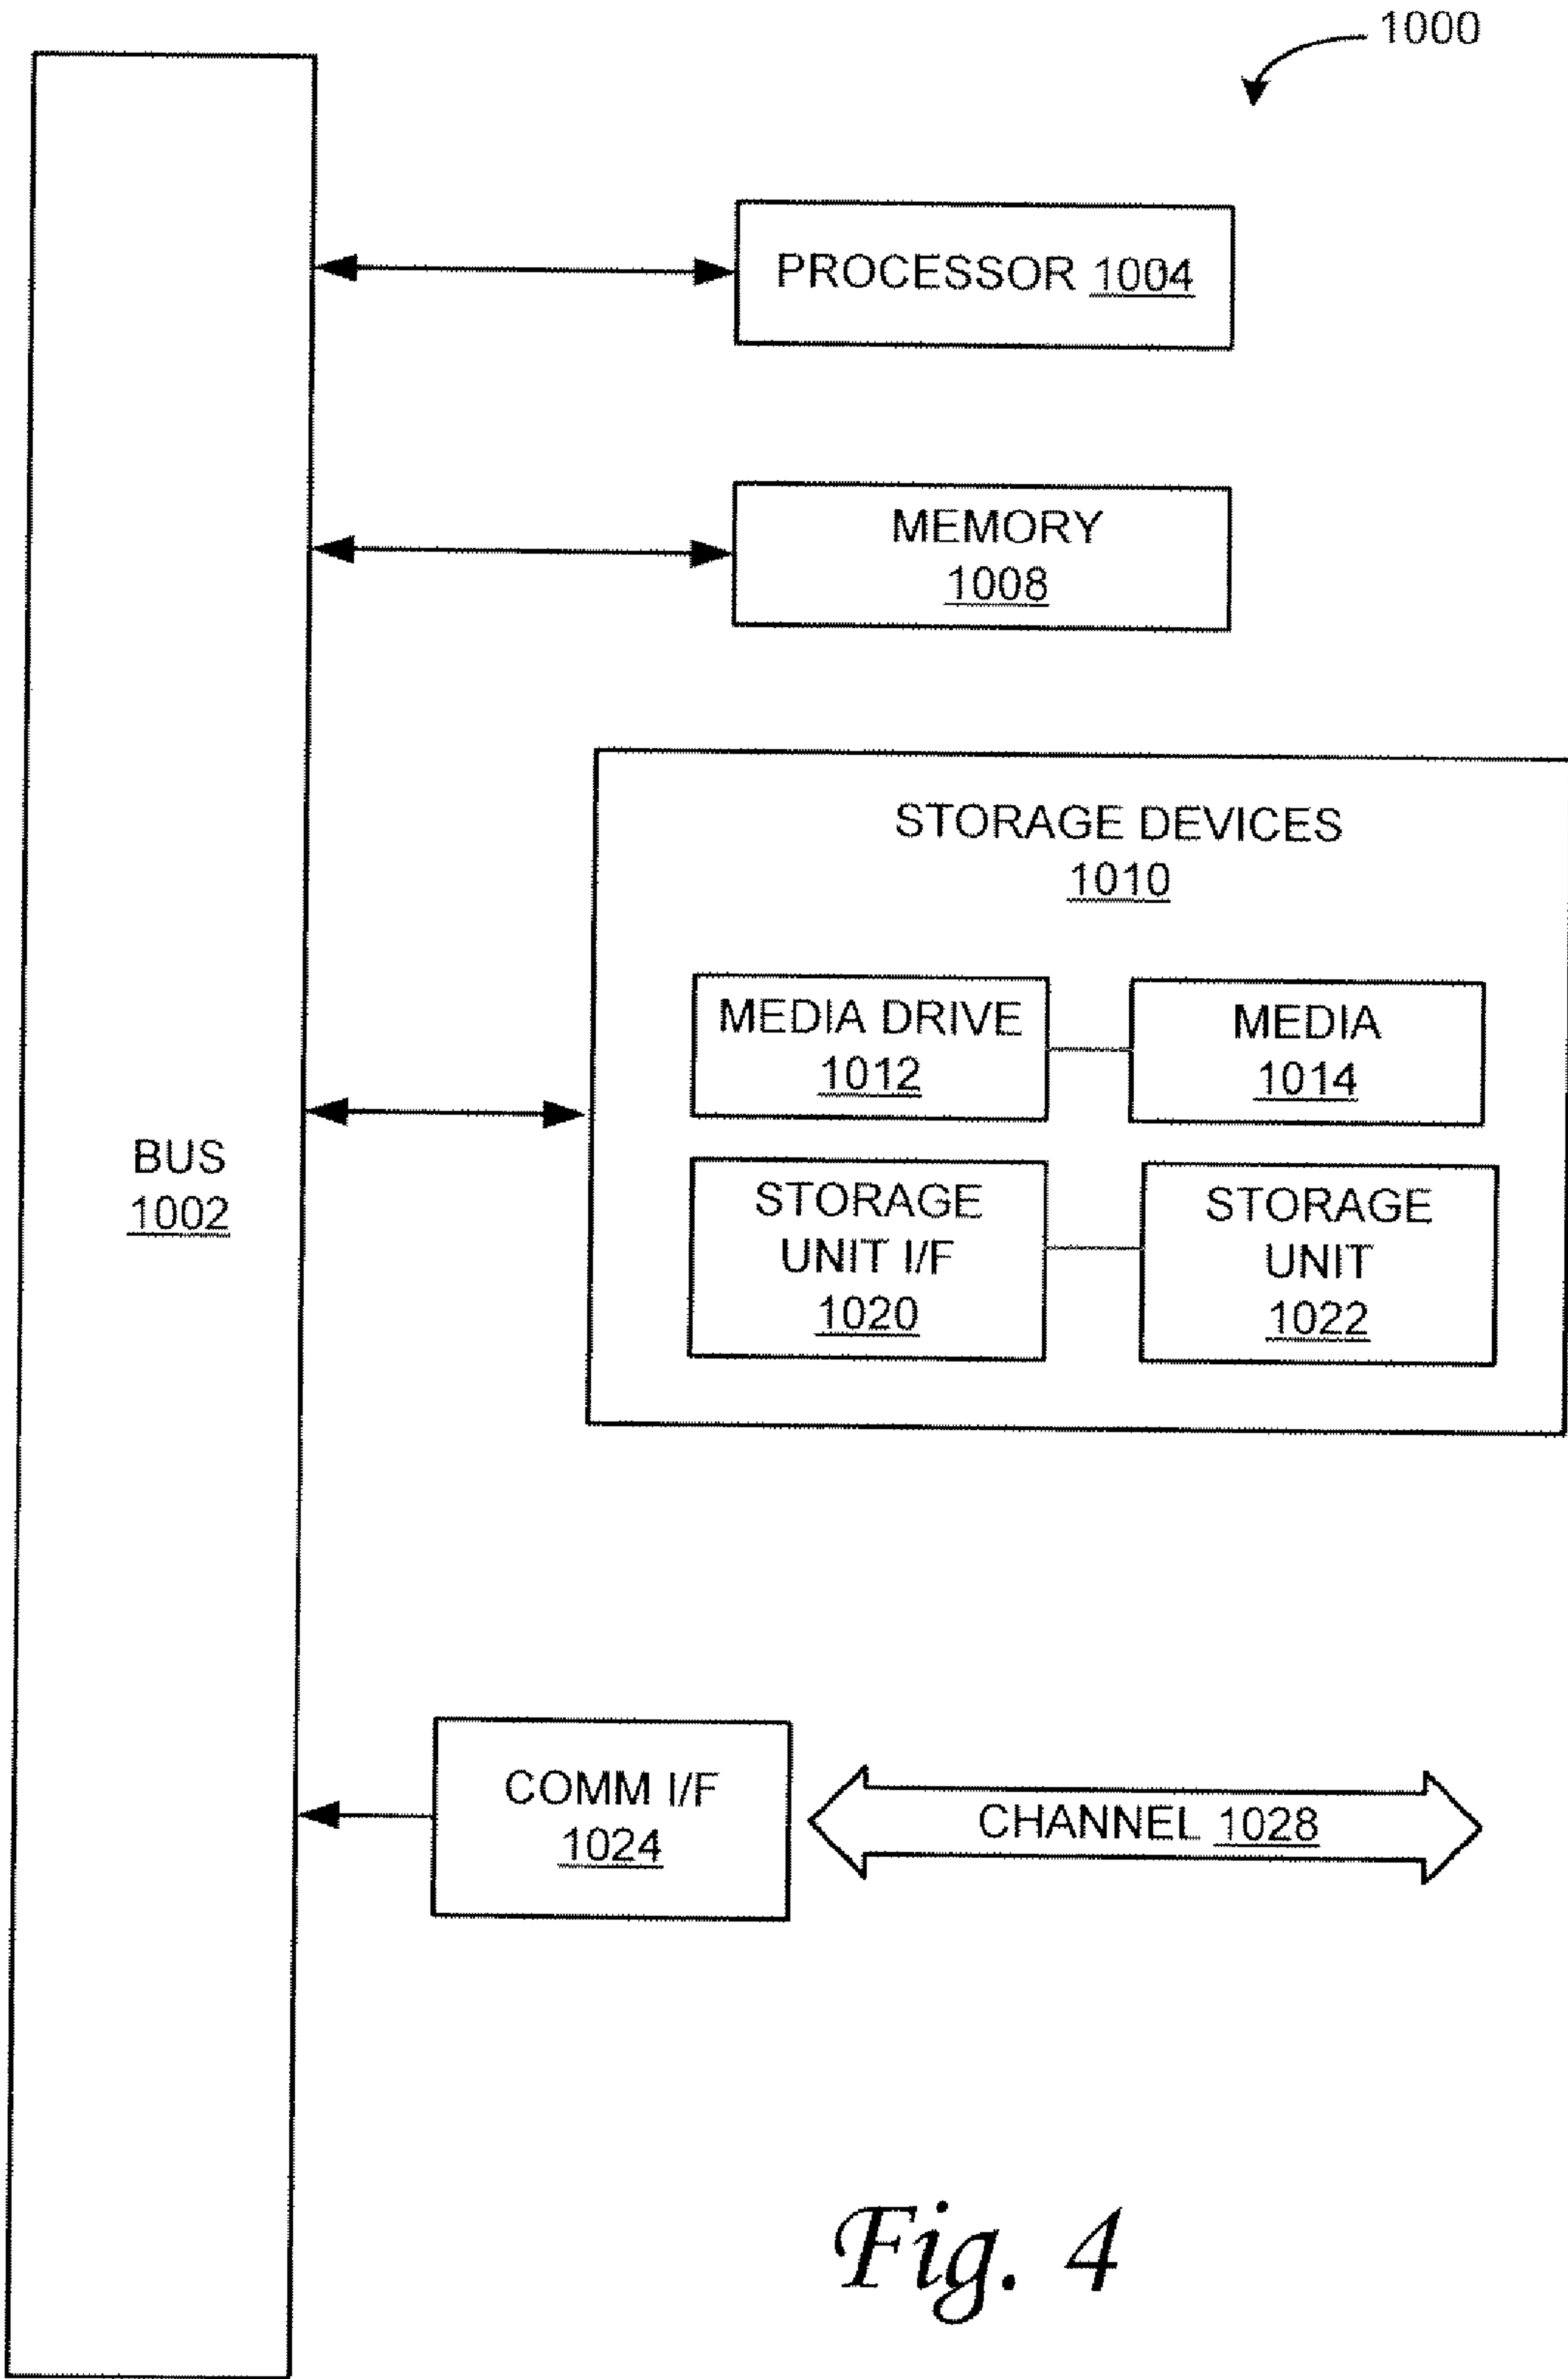 1000
PROCESSOR 1004
MEMORY
1008
STORAGE DEVICES
1010
MEDIA DRIVE
1012
MEDIA
1014
BUS
1002
STORAGE
UNIT I/F
1020
STORAGE
UNIT
1022
COMM I/F
1024
CHANNEL 1028
Fig. 4